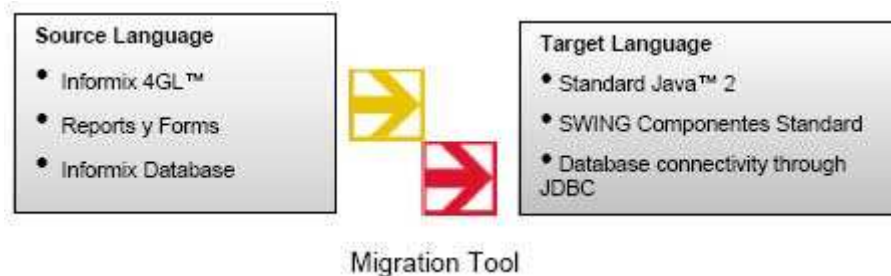 Source Language
• Informix 4GL™
• Reports y Forms
• Informix Database
Target Language
• Standard Java™ 2
• SWING Componentes Standard
• Database connectivity through
JDBC
Migration Tool